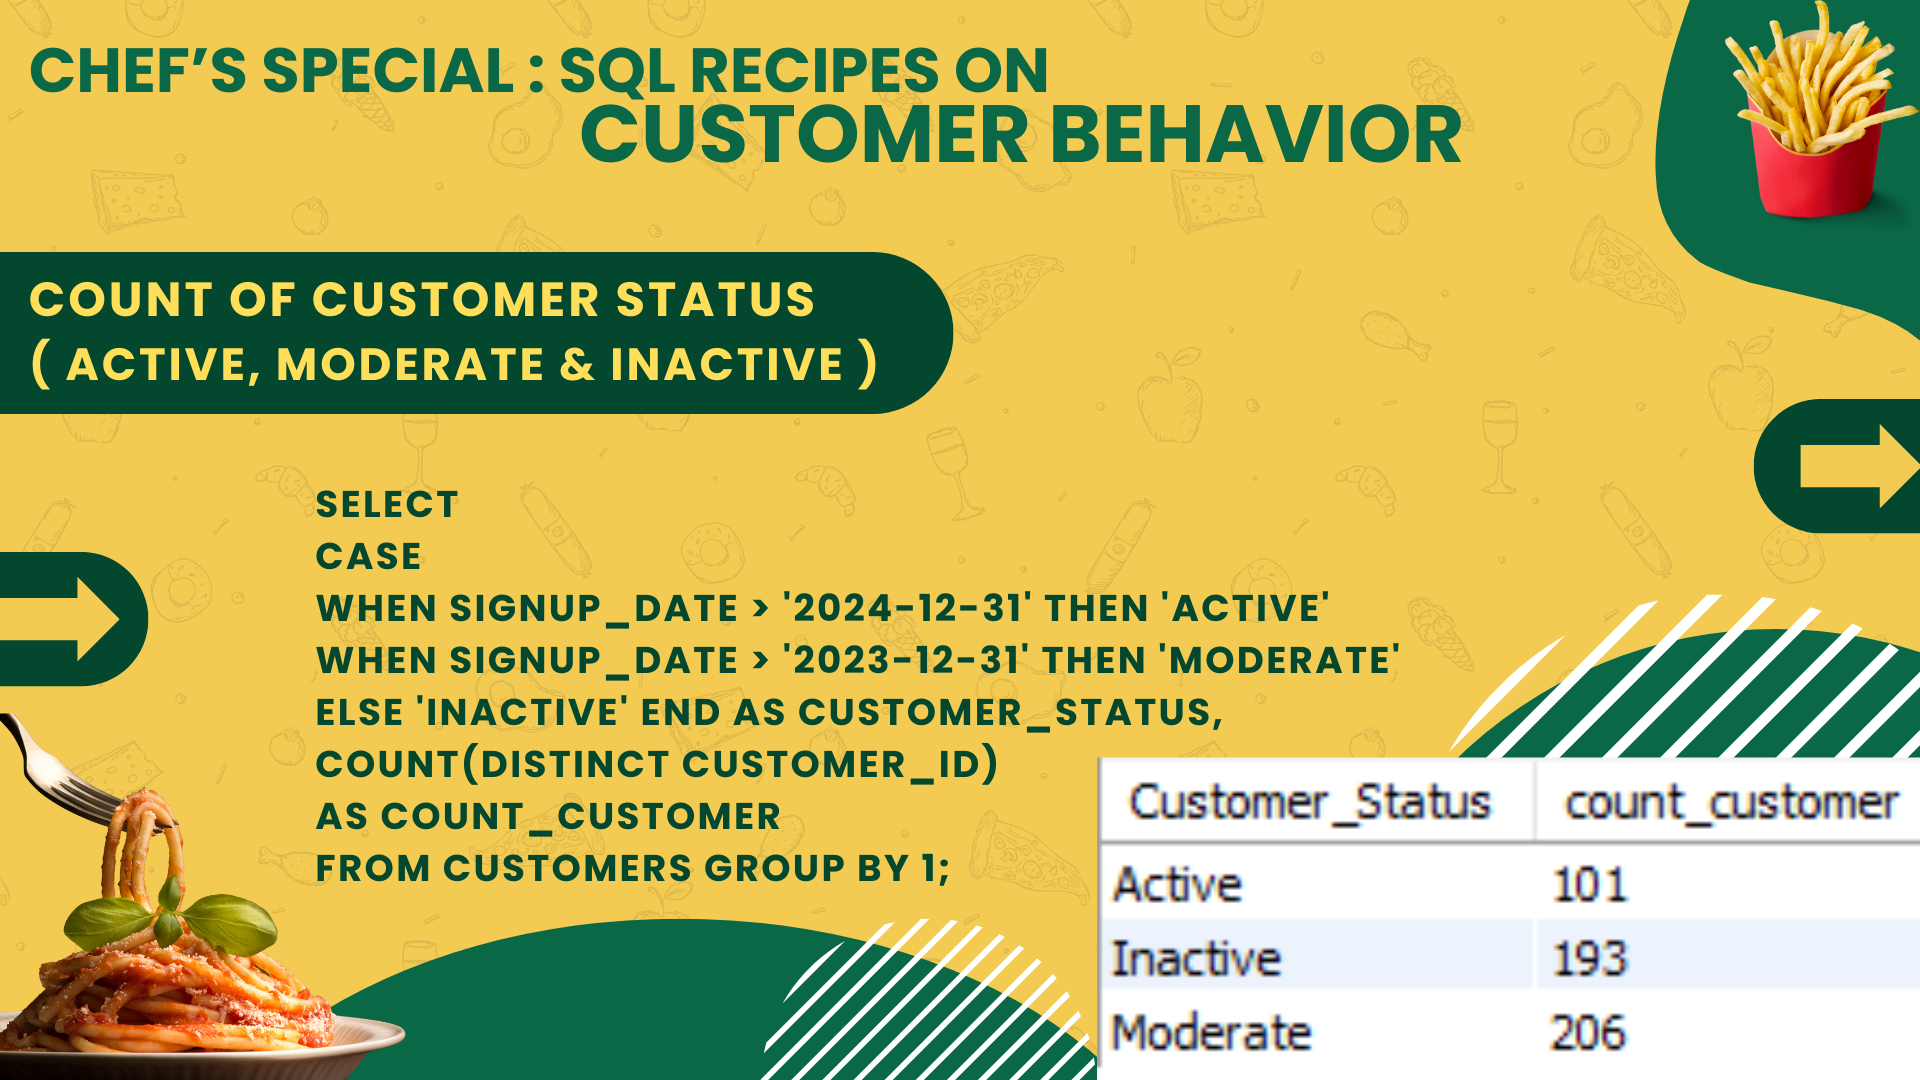 CHEF’S SPECIAL : SQL RECIPES ON
CUSTOMER BEHAVIOR
COUNT OF CUSTOMER STATUS
( ACTIVE, MODERATE & INACTIVE )
SELECT
CASE
WHEN SIGNUP_DATE > '2024-12-31' THEN 'ACTIVE'
WHEN SIGNUP_DATE > '2023-12-31' THEN 'MODERATE'
ELSE 'INACTIVE' END AS CUSTOMER_STATUS,
COUNT(DISTINCT CUSTOMER_ID)
AS COUNT_CUSTOMER
FROM CUSTOMERS GROUP BY 1;
Customer_Status count_customer
Active 101
Inactive 193
Moderate 206